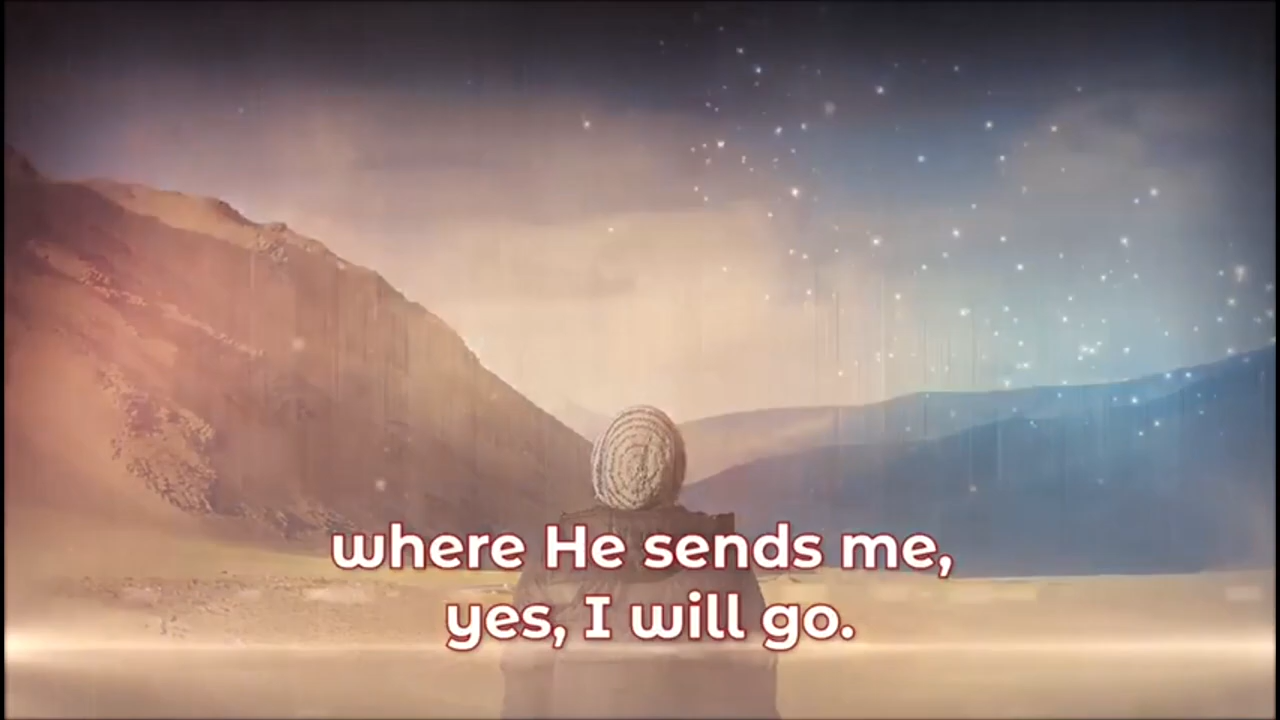 where He sends me,
yes, I will go.